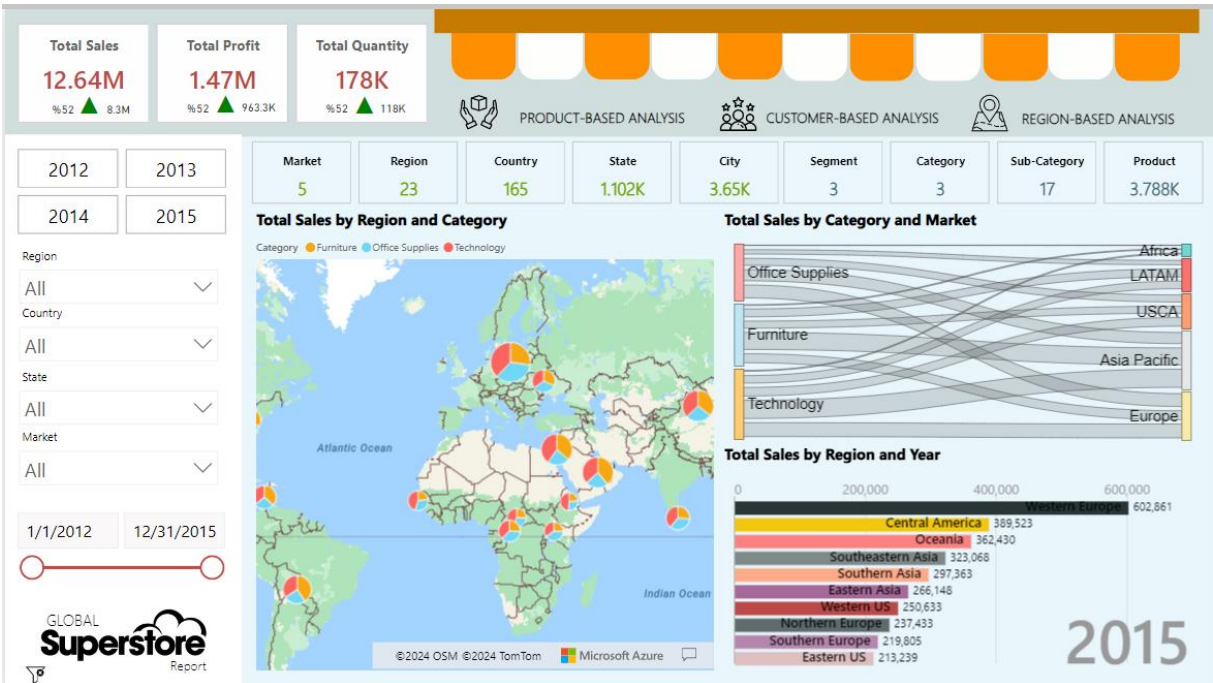 Total Sales
12.64M
%52 8.3M
Total Profit
1.47M
%52 963.3K
Total Quantity
178K
%52 118K
PRODUCT-BASED ANALYSIS
CUSTOMER-BASED ANALYSIS
REGION-BASED ANALYSIS
2012
2013
2014
2015
Region
All
Country
All
State
All
Market
All
1/1/2012
12/31/2015
GLOBAL
Superstore
Report
Market
5
Region
23
Country
165
State
1.102K
City
3.65K
Segment
3
Category
3
Sub-Category
17
Product
3.788K
Total Sales by Region and Category
Category Furniture Office Supplies Technology
Atlantic Ocean
Indian Ocean
©2024 OSM ©2024 TomTom Microsoft Azure
Total Sales by Category and Market
Office Supplies
Furniture
Technology
Africa
LATAM
USCA
Asia Pacific
Europe
Total Sales by Region and Year
0 200,000 400,000 600,000
Western Europe 602,861
Central America 389,523
Oceania 362,430
Southeastern Asia 323,068
Southern Asia 297,363
Eastern Asia 266,148
Western US 250,633
Northern Europe 237,433
Southern Europe 219,805
Eastern US 213,239
2015